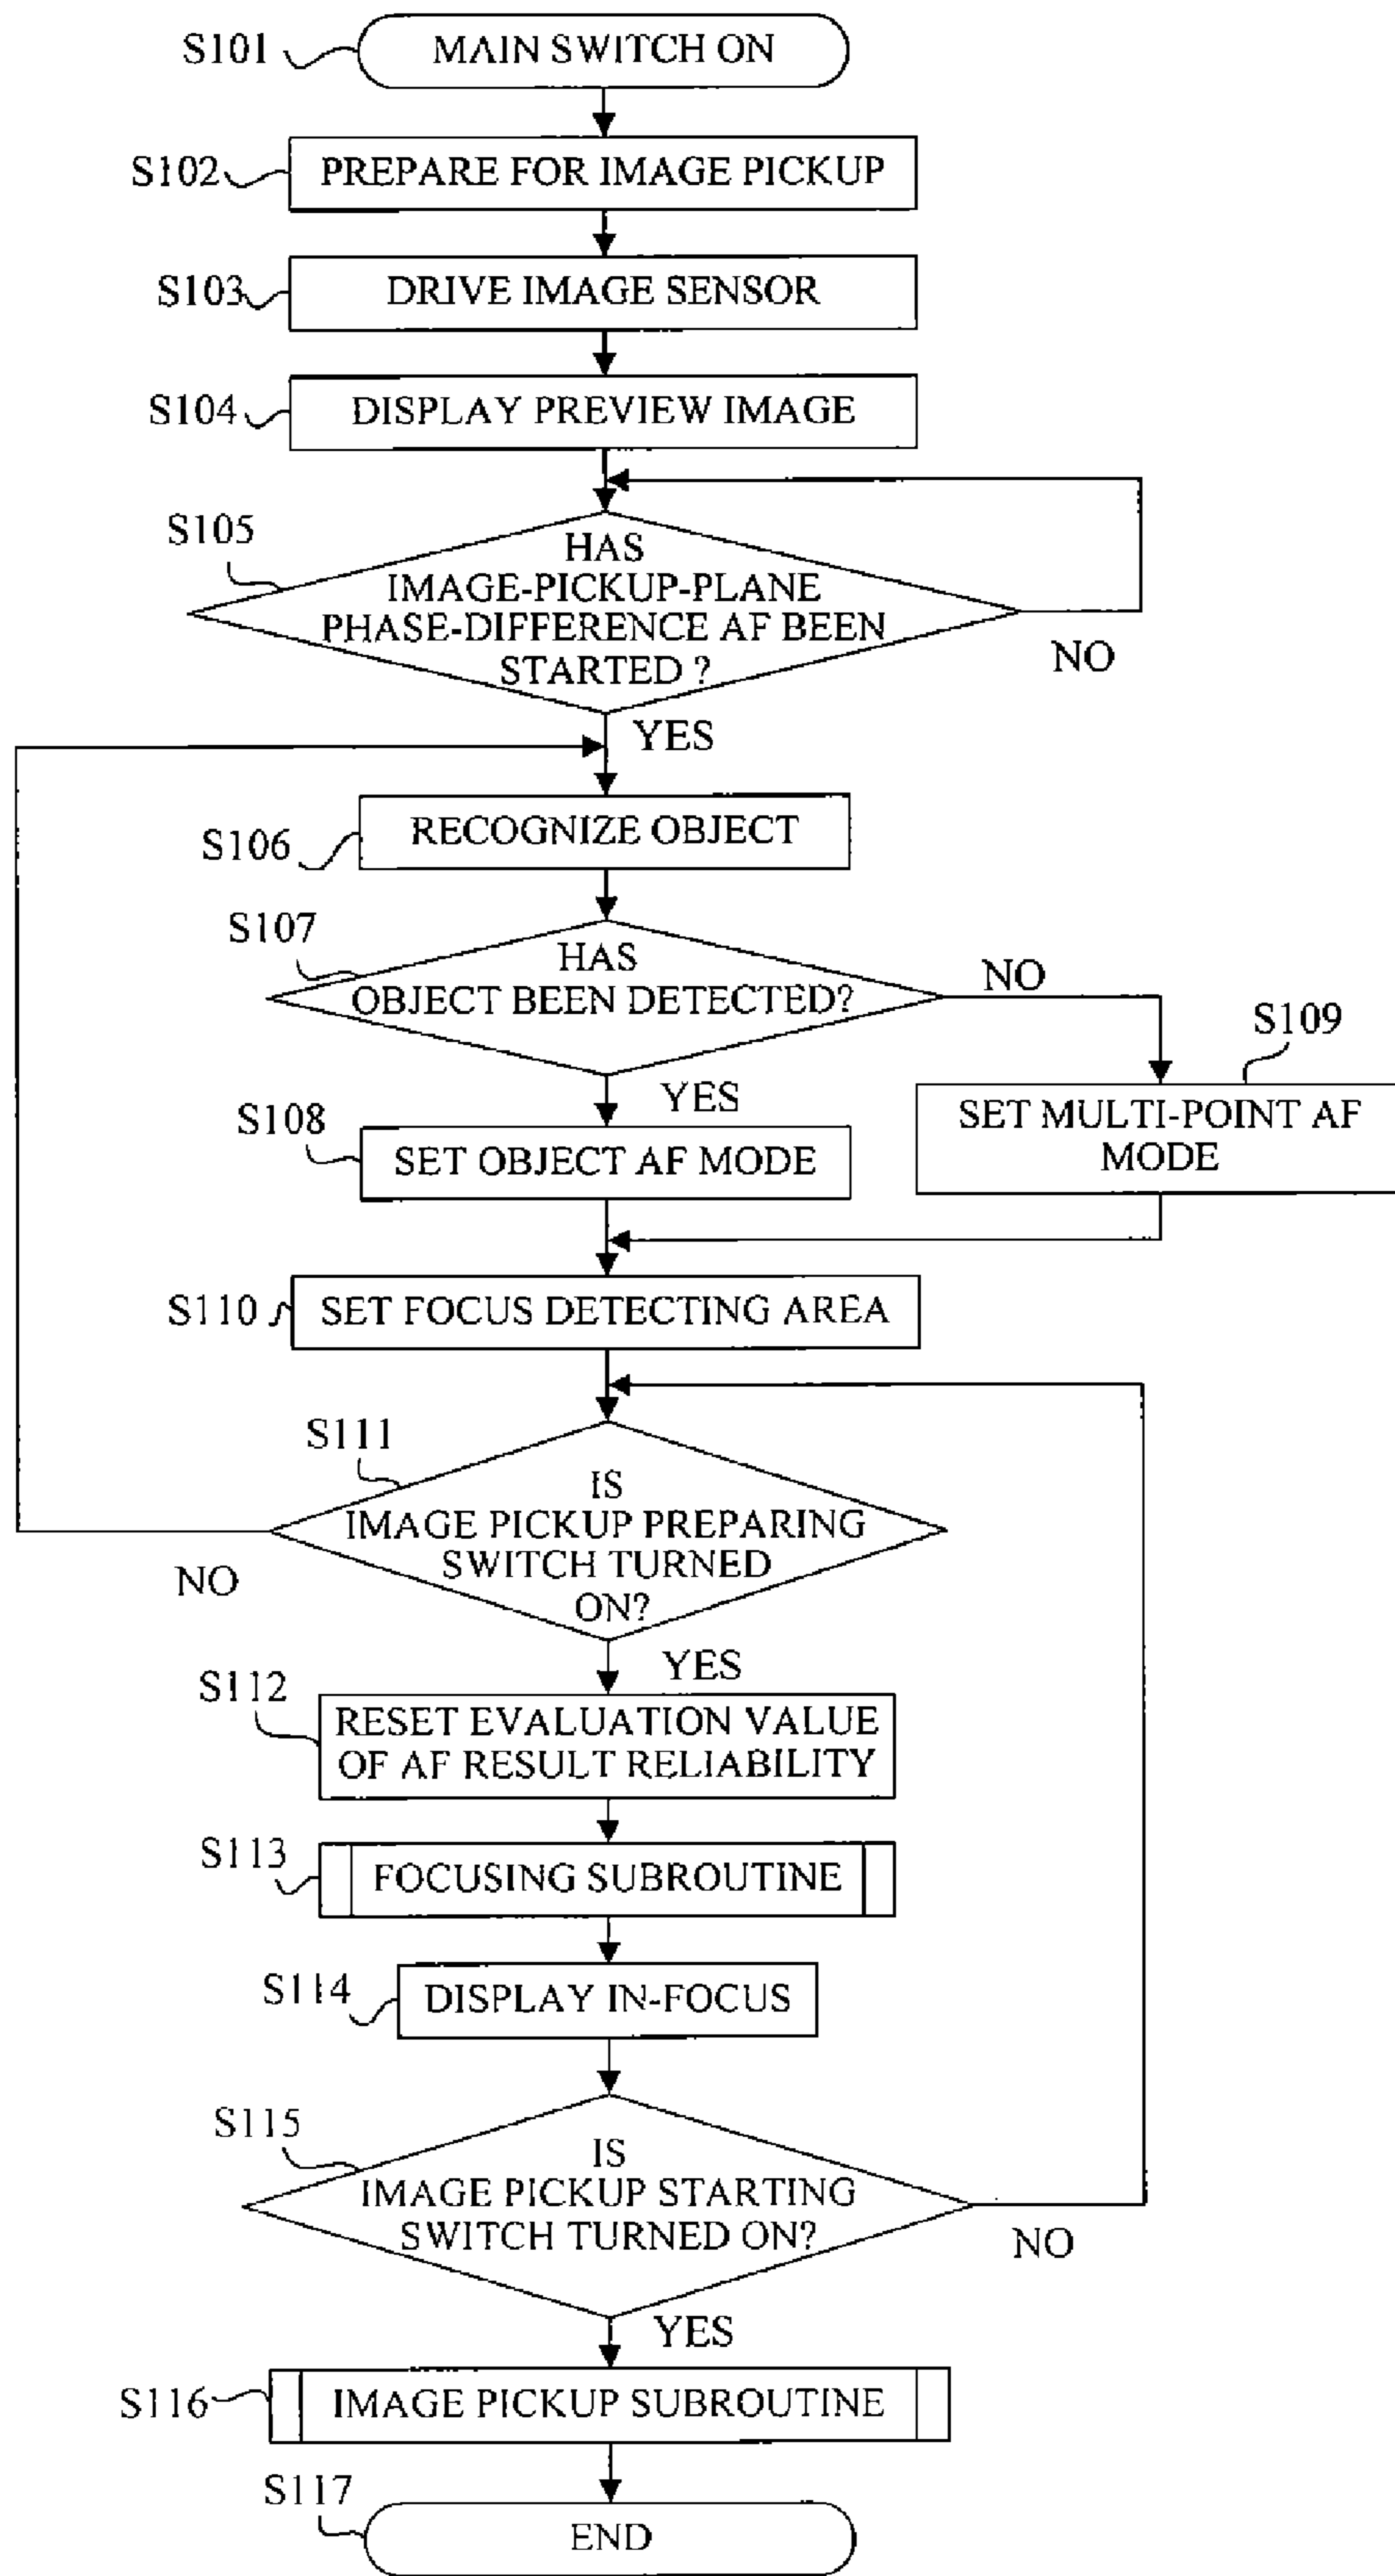 S101
MAIN SWITCH ON
S102
PREPARE FOR IMAGE PICKUP
S103
DRIVE IMAGE SENSOR
S104
DISPLAY PREVIEW IMAGE
S105
HAS
IMAGE-PICKUP-PLANE
PHASE-DIFFERENCE AF BEEN
STARTED ?
NO
YES
S106
RECOGNIZE OBJECT
S107
HAS
OBJECT BEEN DETECTED?
NO
YES
S109
SET MULTI-POINT AF
MODE
S108
SET OBJECT AF MODE
S110
SET FOCUS DETECTING AREA
S111
IS
IMAGE PICKUP PREPARING
SWITCH TURNED
ON?
NO
YES
S112
RESET EVALUATION VALUE
OF AF RESULT RELIABILITY
S113
FOCUSING SUBROUTINE
S114
DISPLAY IN-FOCUS
S115
IS
IMAGE PICKUP STARTING
SWITCH TURNED ON?
NO
YES
S116
IMAGE PICKUP SUBROUTINE
S117
END